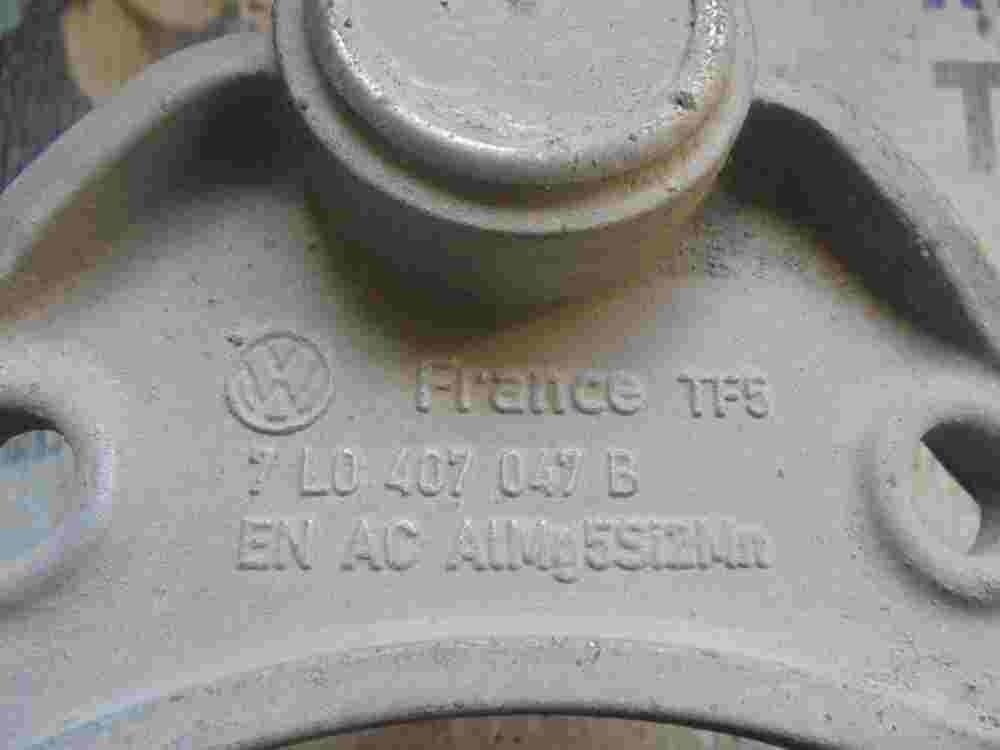 VW France TF5
7 L0 407 047 B
EN AC AlMg5Si2Mn
T